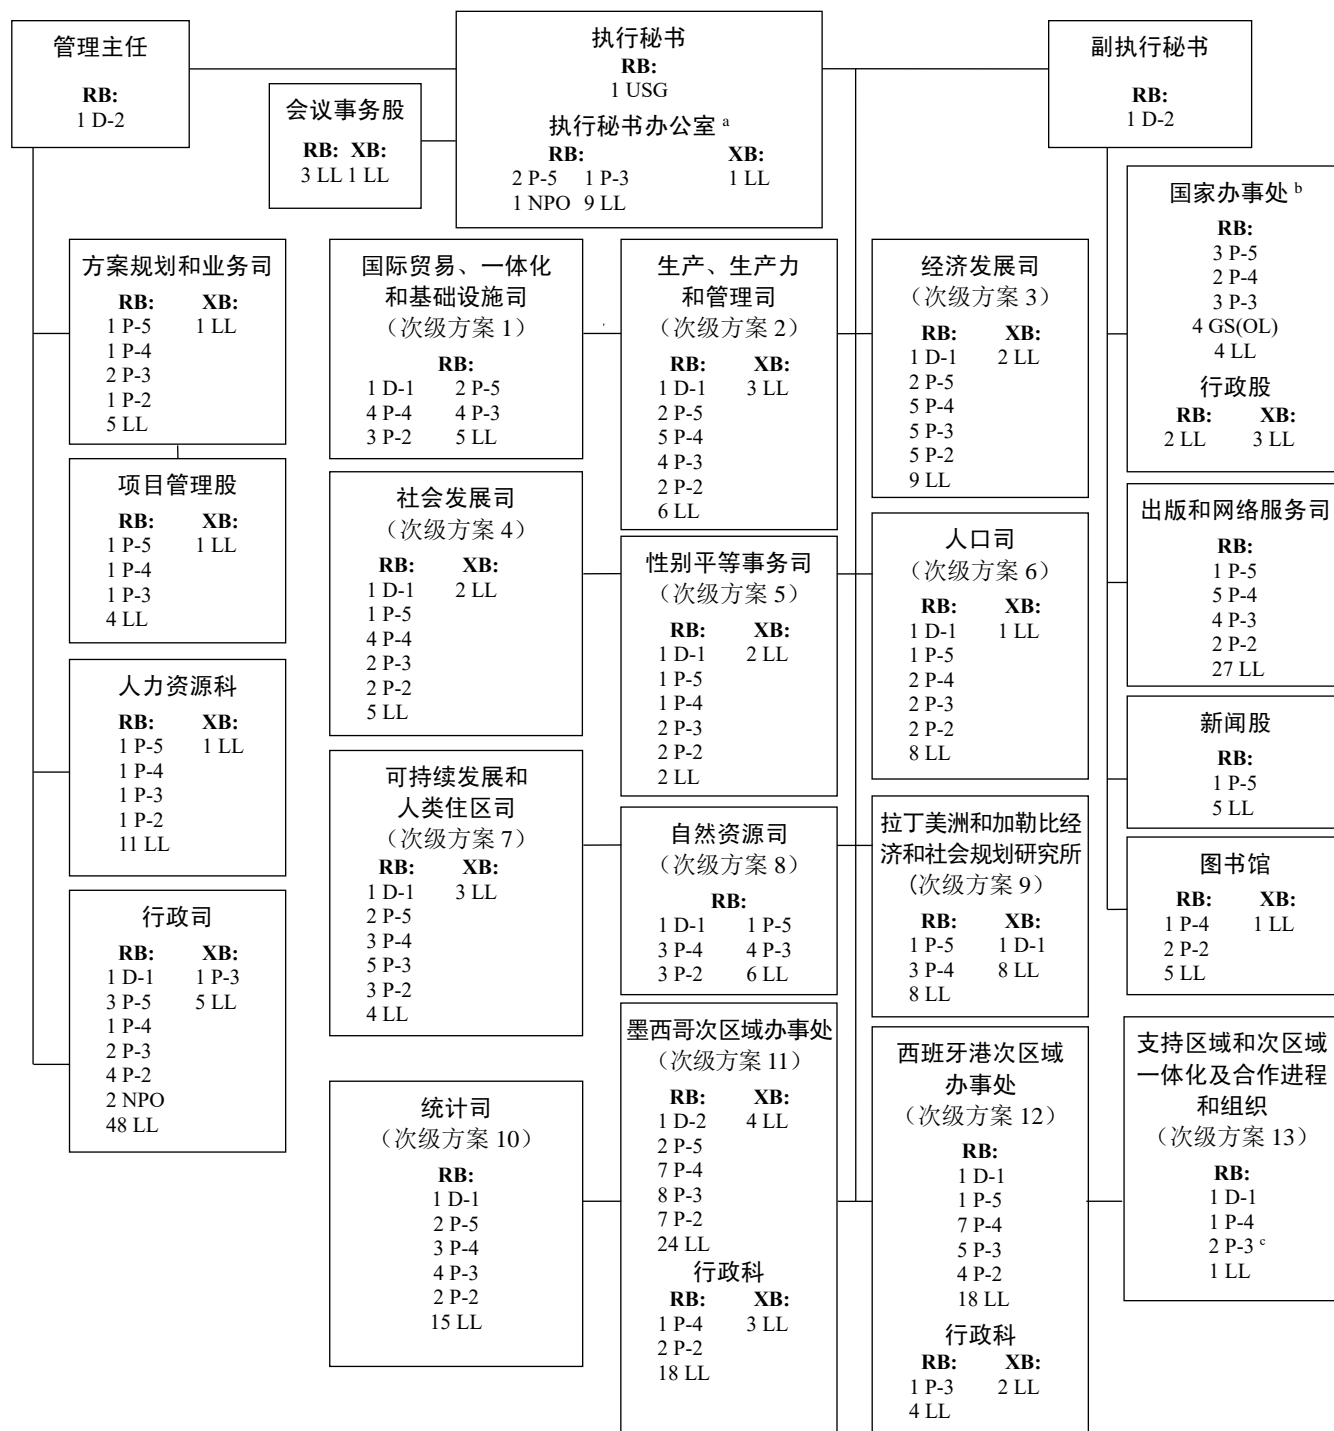 管理主任
RB:
1 D-2
执行秘书
RB:
1 USG
执行秘书办公室 a
RB: XB:
2 P-5 1 P-3 1 LL
1 NPO 9 LL
副执行秘书
RB:
1 D-2
会议事务股
RB: XB:
3 LL 1 LL
方案规划和业务司
RB: XB:
1 P-5 1 LL
1 P-4
2 P-3
1 P-2
5 LL
项目管理股
RB: XB:
1 P-5 1 LL
1 P-4
1 P-3
4 LL
人力资源科
RB: XB:
1 P-5 1 LL
1 P-4
1 P-3
1 P-2
11 LL
行政司
RB: XB:
1 D-1 1 P-3
3 P-5 5 LL
1 P-4
2 P-3
4 P-2
2 NPO
48 LL
国际贸易、一体化
和基础设施司
（次级方案 1）
RB:
1 D-1 2 P-5
4 P-4 4 P-3
3 P-2 5 LL
生产、生产力
和管理司
（次级方案 2）
RB: XB:
1 D-1 3 LL
2 P-5
5 P-4
4 P-3
2 P-2
6 LL
经济发展司
（次级方案 3）
RB: XB:
1 D-1 2 LL
2 P-5
5 P-4
5 P-3
5 P-2
9 LL
社会发展司
（次级方案 4）
RB: XB:
1 D-1 2 LL
1 P-5
4 P-4
2 P-3
2 P-2
5 LL
性别平等事务司
（次级方案 5）
RB: XB:
1 D-1 2 LL
1 P-5
1 P-4
2 P-3
2 P-2
2 LL
人口司
（次级方案 6）
RB: XB:
1 D-1 1 LL
1 P-5
2 P-4
2 P-3
2 P-2
8 LL
可持续发展和
人类住区司
（次级方案 7）
RB: XB:
1 D-1 3 LL
2 P-5
3 P-4
5 P-3
3 P-2
4 LL
自然资源司
（次级方案 8）
RB:
1 D-1 1 P-5
3 P-4 4 P-3
3 P-2 6 LL
拉丁美洲和加勒比经
济和社会规划研究所
(次级方案 9）
RB: XB:
1 P-5 1 D-1
3 P-4 8 LL
8 LL
统计司
（次级方案 10）
RB:
1 D-1
2 P-5
3 P-4
4 P-3
2 P-2
15 LL
墨西哥次区域办事处
（次级方案 11）
RB: XB:
1 D-2 4 LL
2 P-5
7 P-4
8 P-3
7 P-2
24 LL
行政科
RB: XB:
1 P-4 3 LL
2 P-2
18 LL
西班牙港次区域
办事处
（次级方案 12）
RB:
1 D-1
1 P-5
7 P-4
5 P-3
4 P-2
18 LL
行政科
RB: XB:
1 P-3 2 LL
4 LL
国家办事处 b
RB:
3 P-5
2 P-4
3 P-3
4 GS(OL)
4 LL
行政股
RB: XB:
2 LL 3 LL
出版和网络服务司
RB:
1 P-5
5 P-4
4 P-3
2 P-2
27 LL
新闻股
RB:
1 P-5
5 LL
图书馆
RB: XB:
1 P-4 1 LL
2 P-2
5 LL
支持区域和次区域
一体化及合作进程
和组织
（次级方案 13）
RB:
1 D-1
1 P-4
2 P-3 c
1 LL